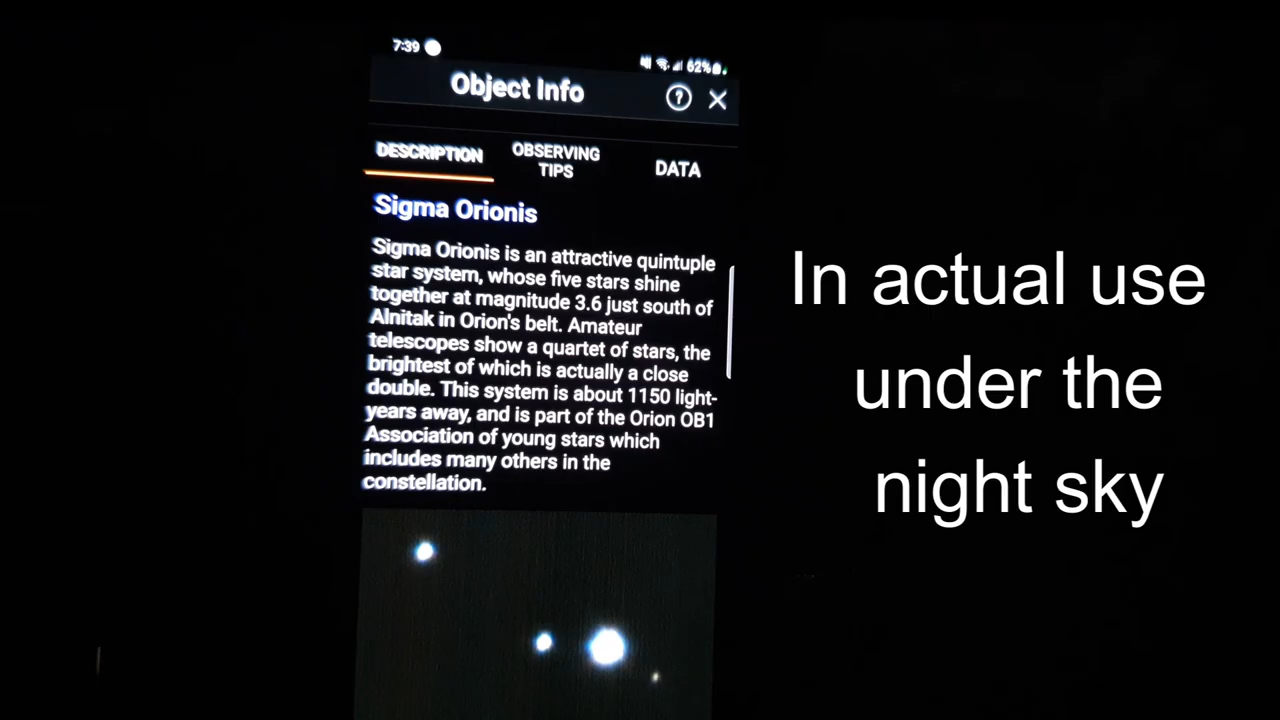 7:39
62%
Object Info
?
DESCRIPTION
OBSERVING
TIPS
DATA
Sigma Orionis
Sigma Orionis is an attractive quintuple
star system, whose five stars shine
together at magnitude 3.6 just south of
Alnitak in Orion's belt. Amateur
telescopes show a quartet of stars, the
brightest of which is actually a close
double. This system is about 1150 light-
years away, and is part of the Orion OB1
Association of young stars which
includes many others in the
constellation.
In actual use
under the
night sky